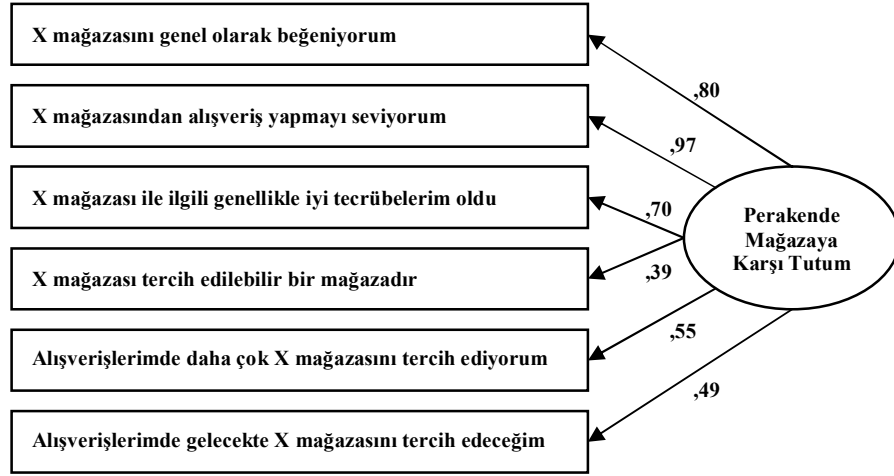 X mağazasını genel olarak beğeniyorum
,80
X mağazasından alışveriş yapmayı seviyorum
,97
X mağazası ile ilgili genellikle iyi tecrübelerim oldu
,70
Perakende
Mağazaya
Karşı Tutum
X mağazası tercih edilebilir bir mağazadır
,39
Alışverişlerimde daha çok X mağazasını tercih ediyorum
,55
Alışverişlerimde gelecekte X mağazasını tercih edeceğim
,49